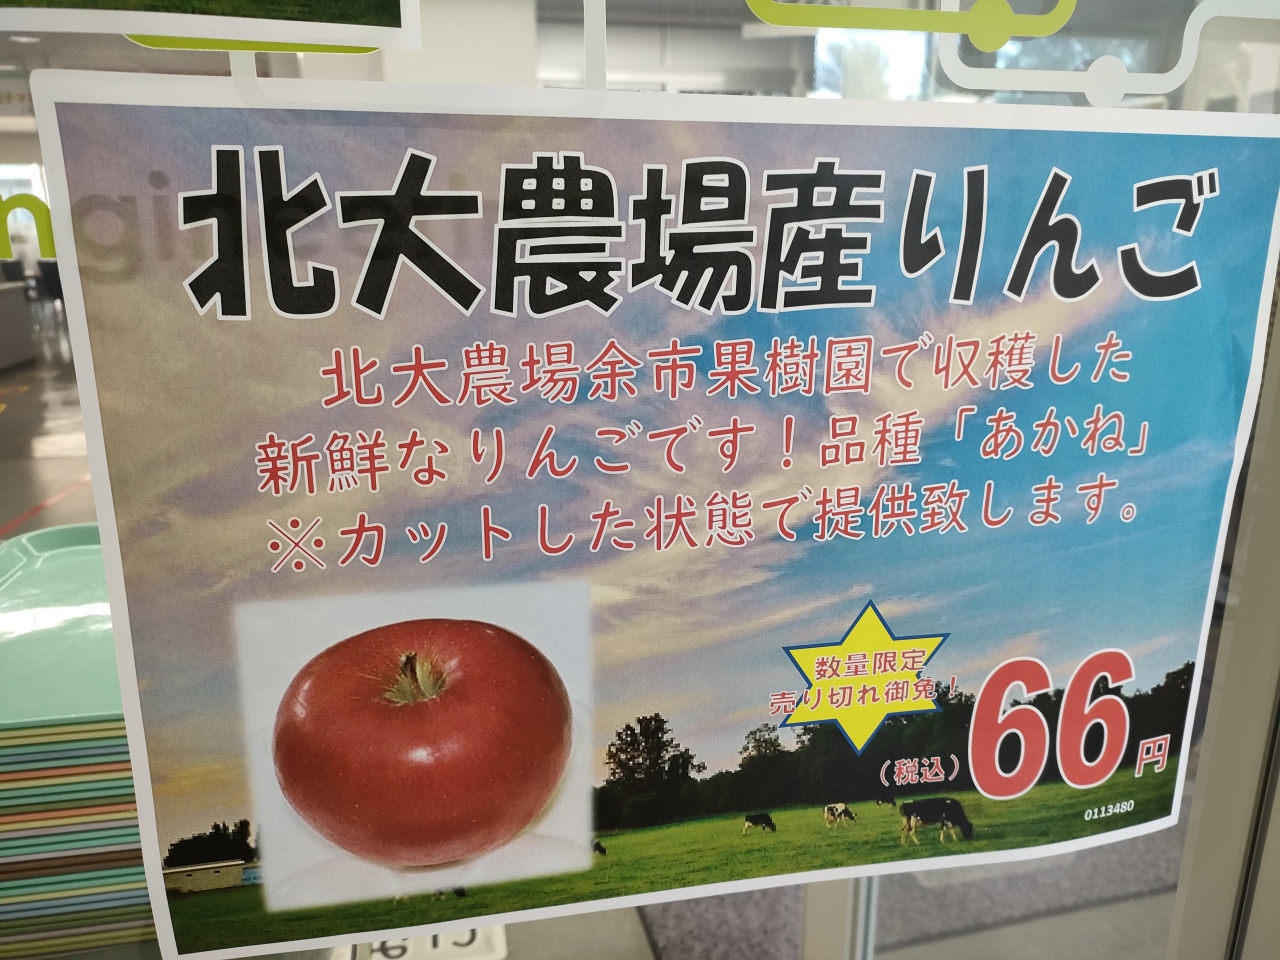 北大農場産りんご
北大農場余市果樹園で収穫した
新鮮なりんごです！品種「あかね」
※カットした状態で提供致します。
数量限定
売り切れ御免！
（税込）66円
0113480